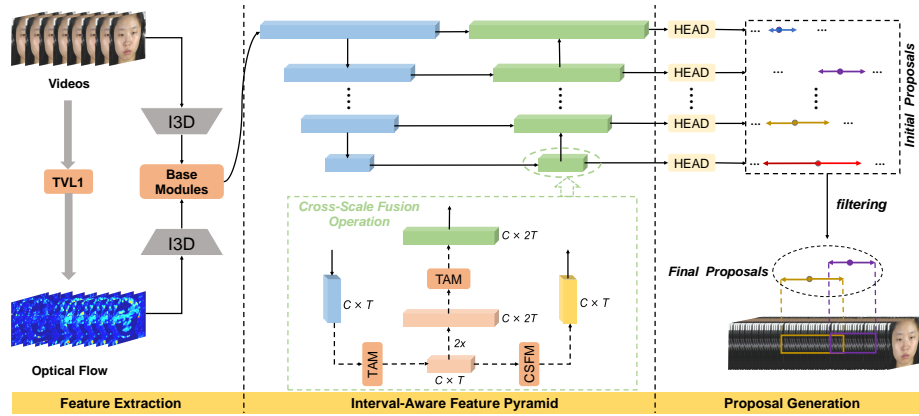 Videos
TVL1
Optical Flow
I3D
Base
Modules
I3D
Feature Extraction
Cross-Scale Fusion
Operation
C × T
TAM
C × T
2x
C × 2T
TAM
C × 2T
CSFM
C × T
Interval-Aware Feature Pyramid
HEAD
HEAD
HEAD
HEAD
... ...
... ...
... ...
... ...
Initial Proposals
filtering
Final Proposals
Proposal Generation